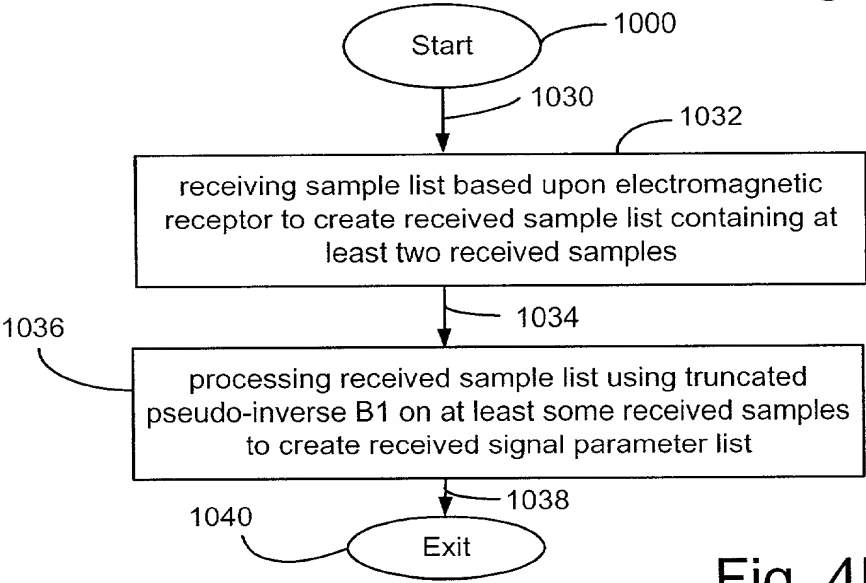 Start
1000
1030
1032
receiving sample list based upon electromagnetic
receptor to create received sample list containing at
least two received samples
1034
1036
processing received sample list using truncated
pseudo-inverse B1 on at least some received samples
to create received signal parameter list
1038
1040
Exit
Fig.